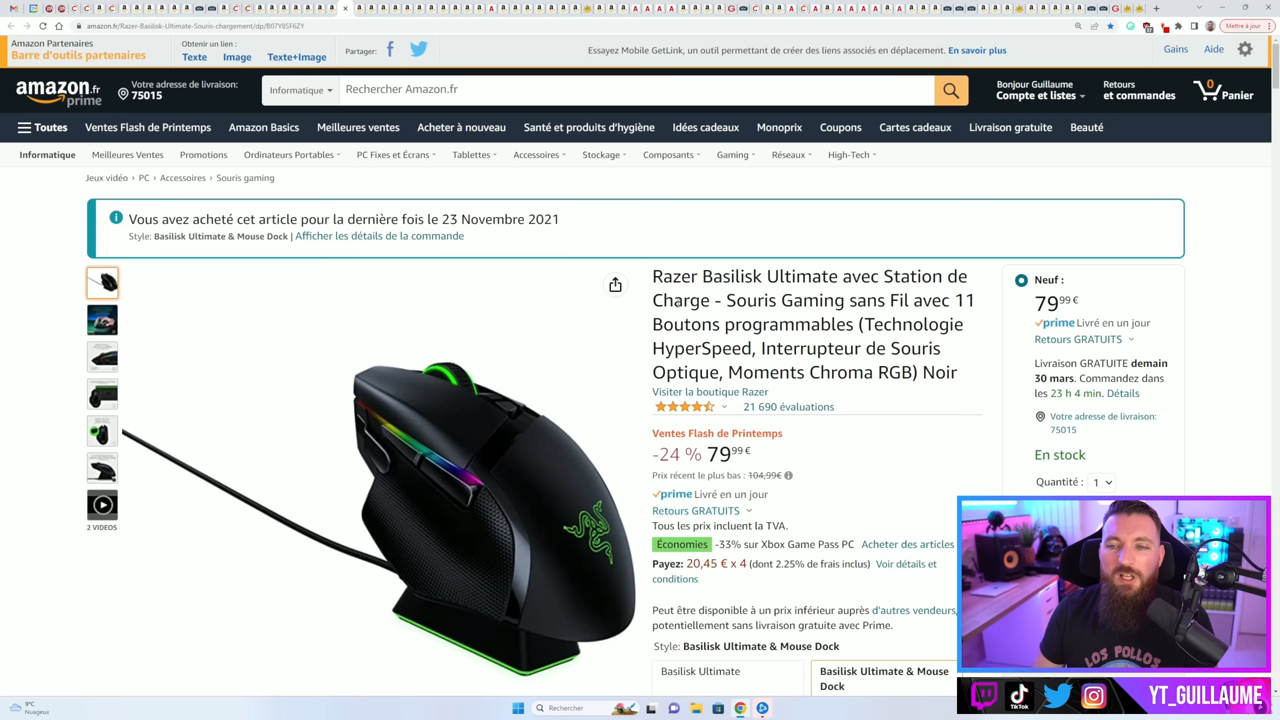 amazon.fr/Razer-Basilisk-Ultimate-Souris-chargement/dp/B07YBSF6ZY
Mettre à jour
Amazon Partenaires
Barre d'outils partenaires
Obtenir un lien :
Texte Image Texte+Image
Partager:
Essayez Mobile GetLink, un outil permettant de créer des liens associés en déplacement. En savoir plus
Gains Aide
amazon.fr
prime
Votre adresse de livraison:
75015
Informatique
Rechercher Amazon.fr
Bonjour Guillaume
Compte et listes
Retours
et commandes
0
Panier
Toutes Ventes Flash de Printemps Amazon Basics Meilleures ventes Acheter à nouveau Santé et produits d'hygiène Idées cadeaux Monoprix Coupons Cartes cadeaux Livraison gratuite Beauté
Informatique Meilleures Ventes Promotions Ordinateurs Portables PC Fixes et Écrans Tablettes Accessoires Stockage Composants Gaming Réseaux High-Tech
Jeux vidéo › PC › Accessoires › Souris gaming
Vous avez acheté cet article pour la dernière fois le 23 Novembre 2021
Style: Basilisk Ultimate & Mouse Dock | Afficher les détails de la commande
2 VIDEOS
Razer Basilisk Ultimate avec Station de
Charge - Souris Gaming sans Fil avec 11
Boutons programmables (Technologie
HyperSpeed, Interrupteur de Souris
Optique, Moments Chroma RGB) Noir
Visiter la boutique Razer
21 690 évaluations
Ventes Flash de Printemps
-24 % 79,99 €
Prix récent le plus bas : 104,99€
prime Livré en un jour
Retours GRATUITS
Tous les prix incluent la TVA.
Économies -33% sur Xbox Game Pass PC Acheter des articles
Payez: 20,45 € x 4 (dont 2.25% de frais inclus) Voir détails et
conditions
Peut être disponible à un prix inférieur auprès d'autres vendeurs,
potentiellement sans livraison gratuite avec Prime.
Style: Basilisk Ultimate & Mouse Dock
Basilisk Ultimate
Basilisk Ultimate & Mouse
Dock
Neuf :
79,99 €
prime Livré en un jour
Retours GRATUITS
Livraison GRATUITE demain
30 mars. Commandez dans
les 23 h 4 min. Détails
Votre adresse de livraison:
75015
En stock
Quantité : 1
LOS POLLOS
YT_GUILLAUME
TikTok
9°C
Nuageux
Rechercher